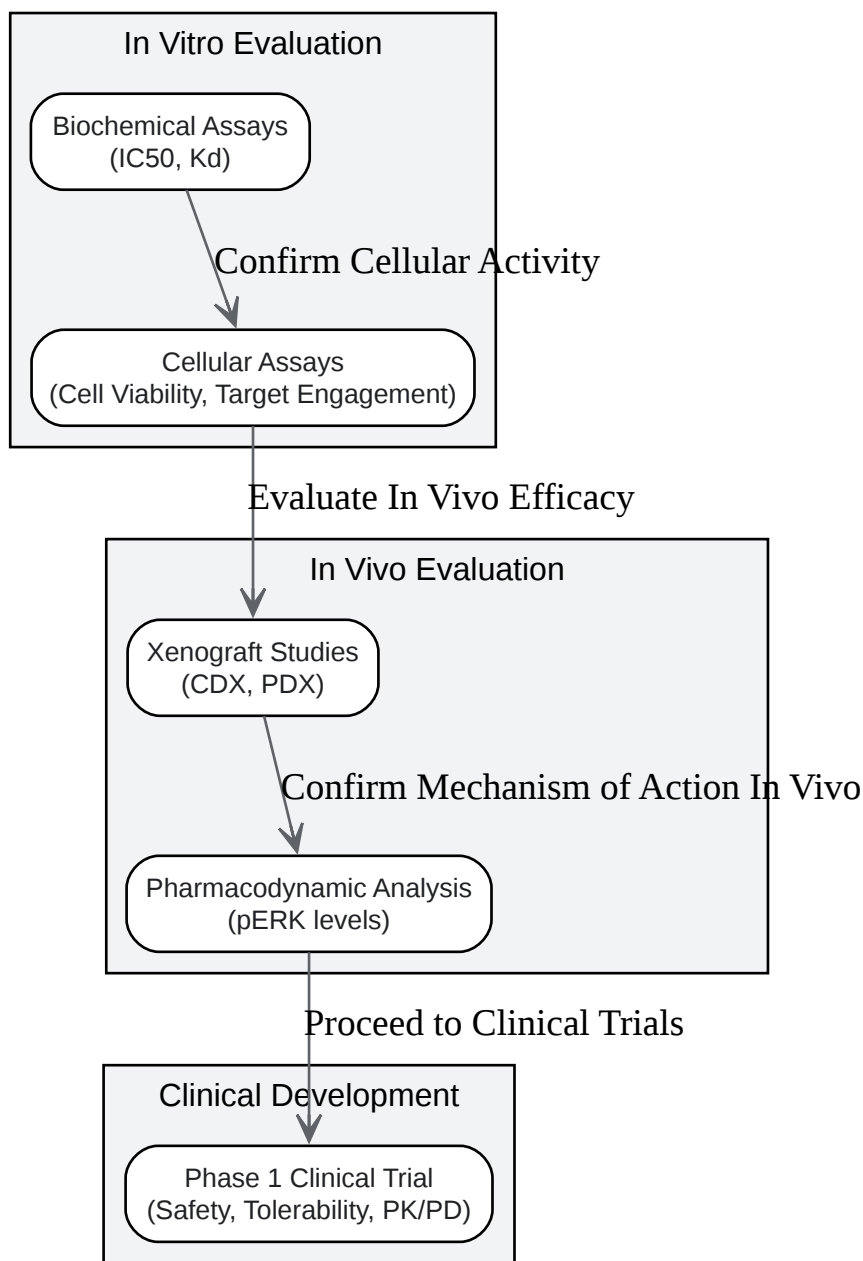 In Vitro Evaluation
Biochemical Assays
(IC50, Kd)
Confirm Cellular Activity
Cellular Assays
(Cell Viability, Target Engagement)
Evaluate In Vivo Efficacy
In Vivo Evaluation
Xenograft Studies
(CDX, PDX)
Confirm Mechanism of Action In Vivo
Pharmacodynamic Analysis
(pERK levels)
Proceed to Clinical Trials
Clinical Development
Phase 1 Clinical Trial
(Safety, Tolerability, PK/PD)